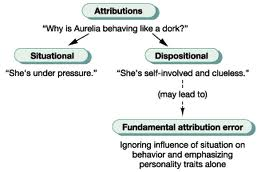 Attributions
"Why is Aurelia behaving like a dork?"
Situational
Dispositional
"She's under pressure."
"She's self-involved and clueless."
(may lead to)
Fundamental attribution error
Ignoring influence of situation on
behavior and emphasizing
personality traits alone